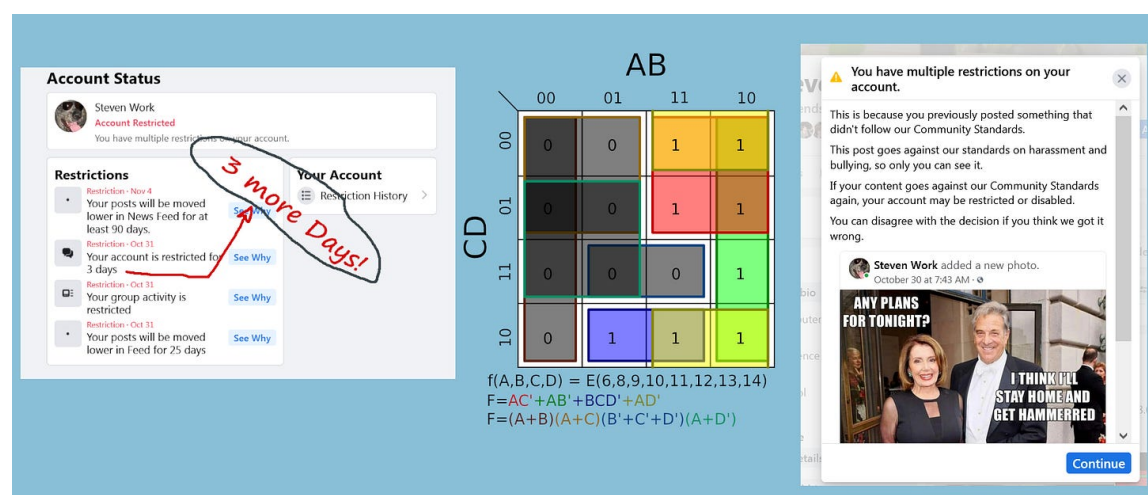 Account Status
Steven Work
Account Restricted
You have multiple restrictions on your account.
Restrictions
Restriction · Nov 4
Your posts will be moved
lower in News Feed for at
least 90 days.
See Why
Restriction · Oct 31
Your account is restricted for
3 days
See Why
Restriction · Oct 31
Your group activity is
restricted
See Why
Restriction · Oct 31
Your posts will be moved
lower in Feed for 25 days
See Why
Your Account
Restriction History
3 more Days!
AB
00 01 11 10
CD
00 0 0 1 1
01 0 0 1 1
11 0 0 0 1
10 0 1 1 1
f(A,B,C,D) = E(6,8,9,10,11,12,13,14)
F=AC'+AB'+BCD'+AD'
F=(A+B)(A+C)(B'+C'+D')(A+D')
You have multiple restrictions on your
account.
This is because you previously posted something that
didn't follow our Community Standards.
This post goes against our standards on harassment and
bullying, so only you can see it.
If your content goes against our Community Standards
again, your account may be restricted or disabled.
You can disagree with the decision if you think we got it
wrong.
Steven Work added a new photo.
October 30 at 7:43 AM ·
ANY PLANS
FOR TONIGHT?
I THINK I'LL
STAY HOME AND
GET HAMMERRED
Continue